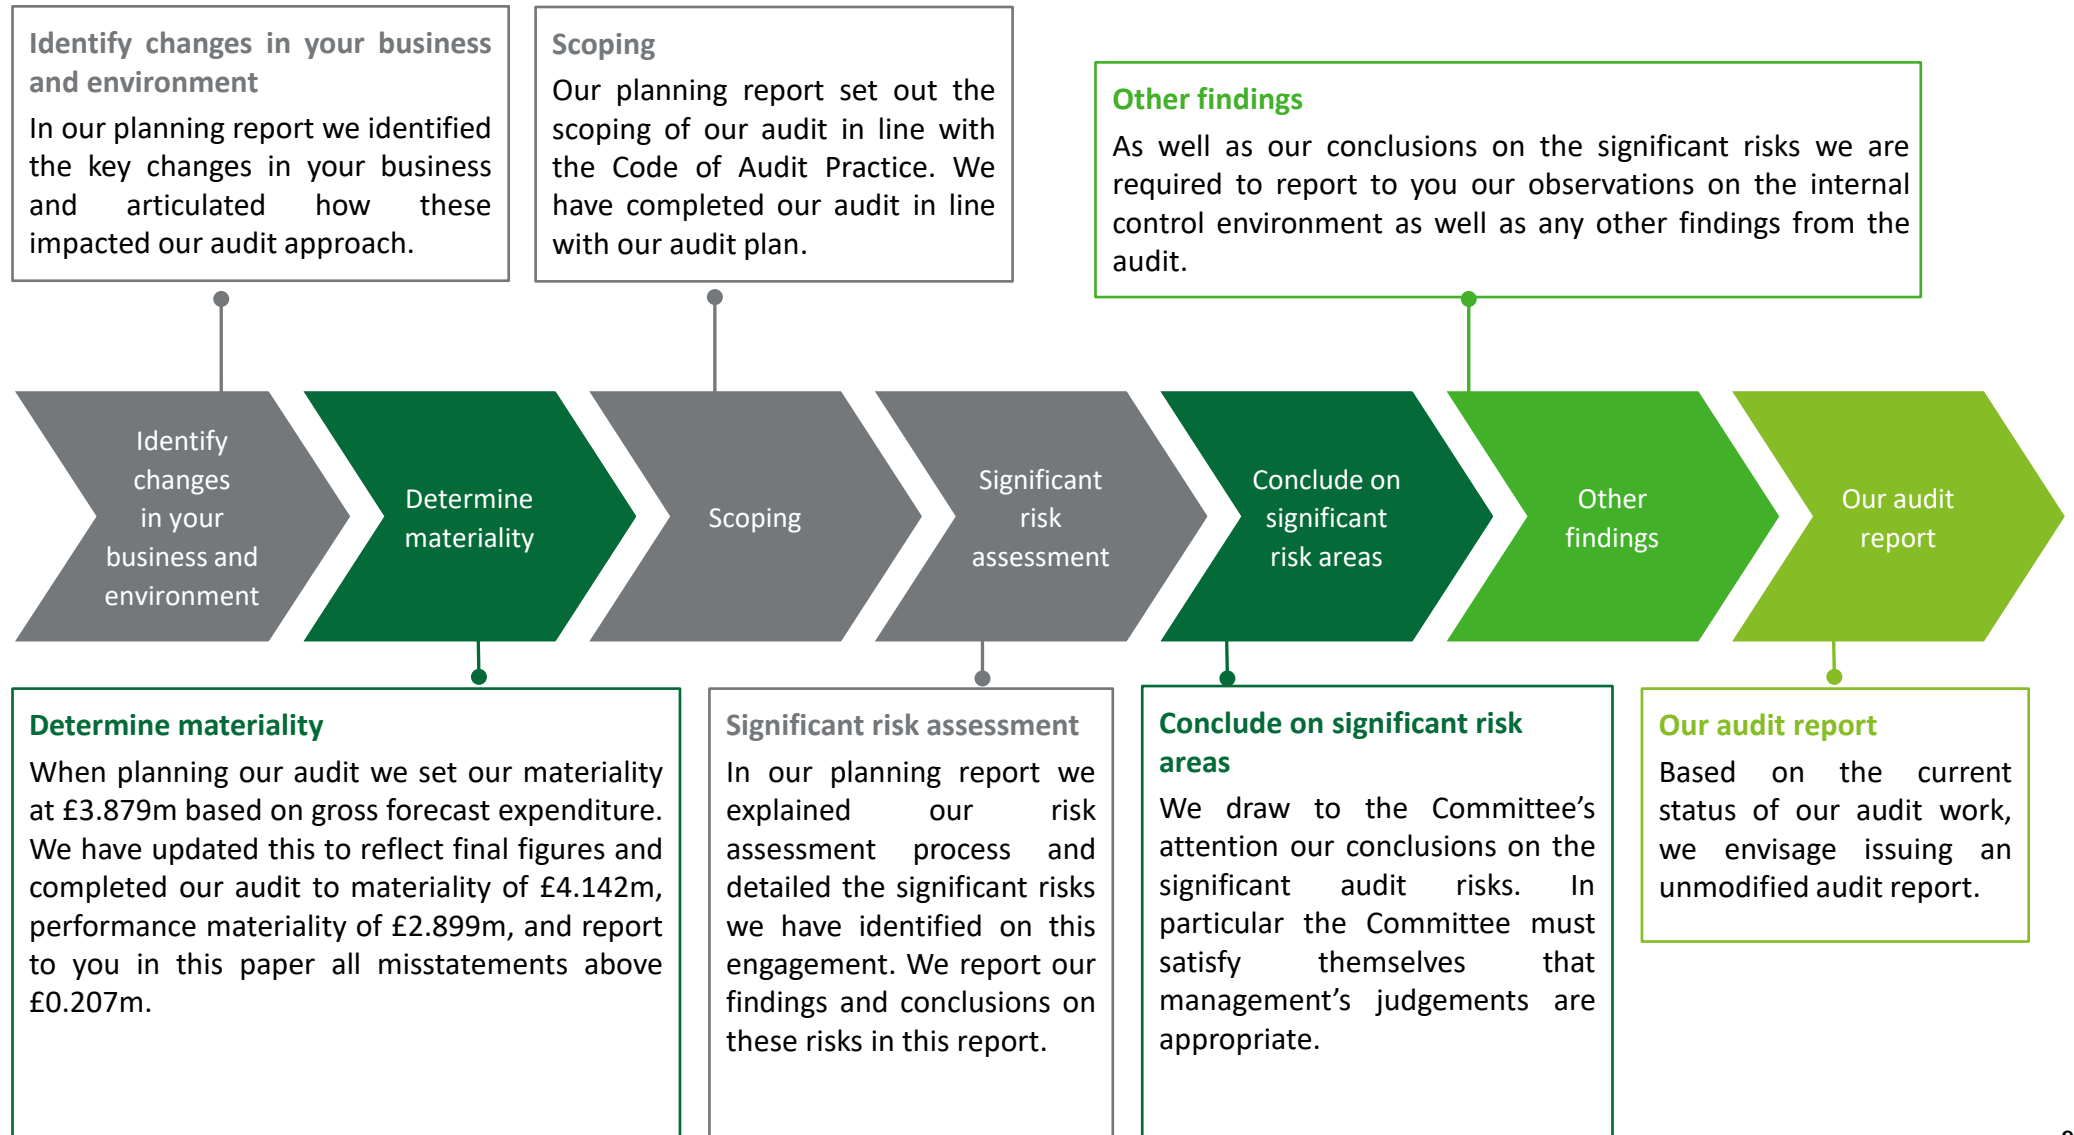 Identify changes in your business
and environment
In our planning report we identified
the key changes in your business
and articulated how these
impacted our audit approach.
Scoping
Our planning report set out the
scoping of our audit in line with
the Code of Audit Practice. We
have completed our audit in line
with our audit plan.
Other findings
As well as our conclusions on the significant risks we are
required to report to you our observations on the internal
control environment as well as any other findings from the
audit.
Identify
changes
in your
business and
environment
Determine
materiality
Scoping
Significant
risk
assessment
Conclude on
significant
risk areas
Other
findings
Our audit
report
Determine materiality
When planning our audit we set our materiality
at £3.879m based on gross forecast expenditure.
We have updated this to reflect final figures and
completed our audit to materiality of £4.142m,
performance materiality of £2.899m, and report
to you in this paper all misstatements above
£0.207m.
Significant risk assessment
In our planning report we
explained our risk
assessment process and
detailed the significant risks
we have identified on this
engagement. We report our
findings and conclusions on
these risks in this report.
Conclude on significant risk
areas
We draw to the Committee’s
attention our conclusions on the
significant audit risks. In
particular the Committee must
satisfy themselves that
management’s judgements are
appropriate.
Our audit report
Based on the current
status of our audit work,
we envisage issuing an
unmodified audit report.